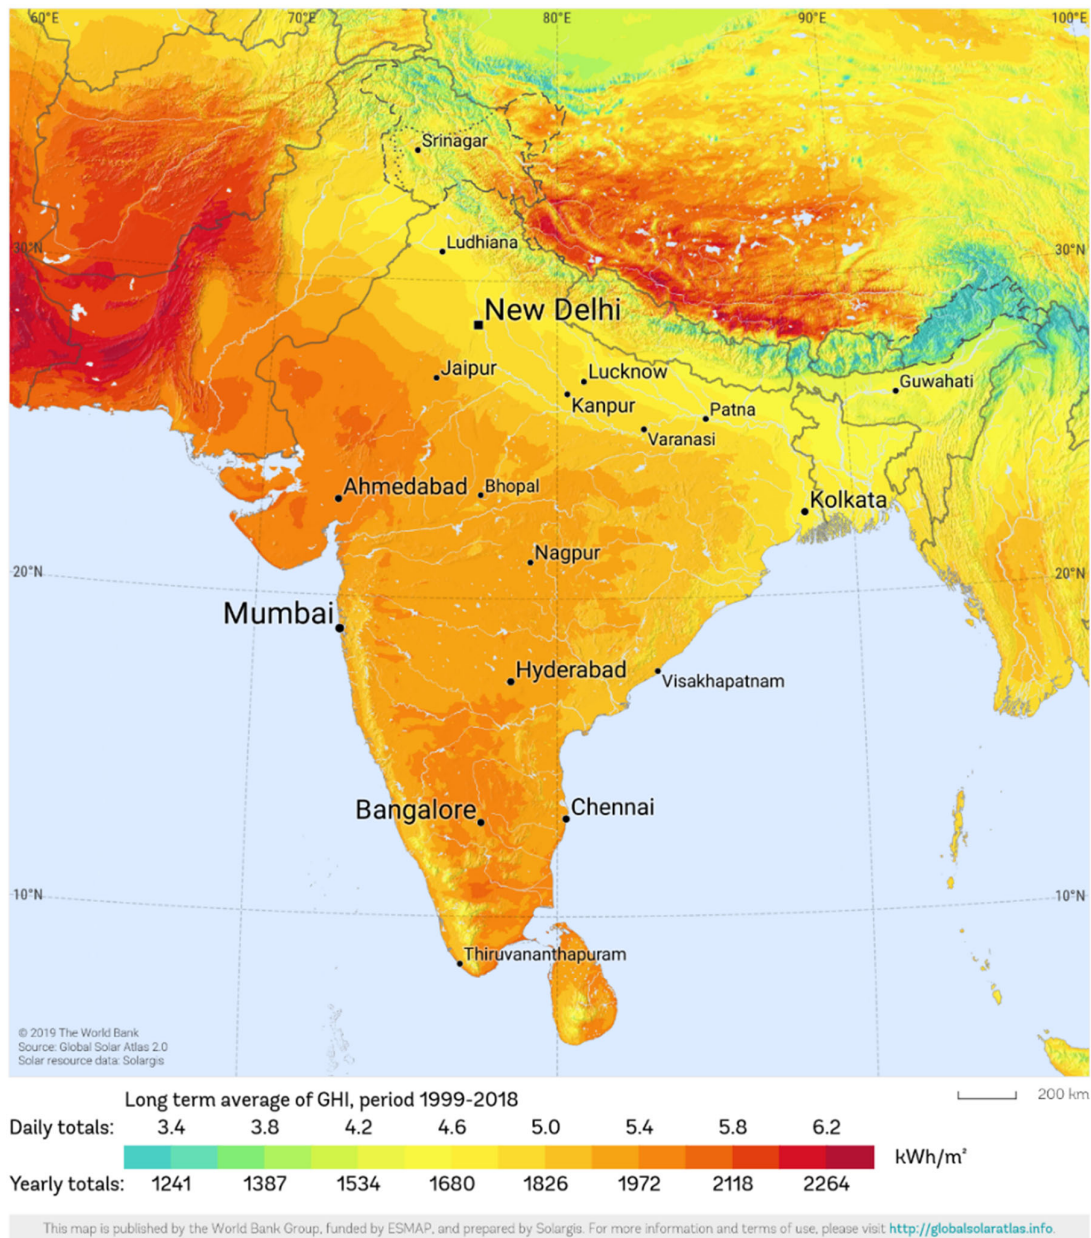 60°E 70°E 80°E 90°E 100°E
Srinagar
30°N Ludhiana 30°N
New Delhi
Jaipur
Lucknow
Guwahati
Kanpur
Patna
Varanasi
Ahmedabad
Bhopal
Kolkata
Nagpur
20°N 20°N
Mumbai
Hyderabad
Visakhapatnam
Bangalore
Chennai
10°N 10°N
Thiruvananthapuram
© 2019 The World Bank
Source: Global Solar Atlas 2.0
Solar resource data: Solargis
Long term average of GHI, period 1999-2018
200 km
Daily totals: 3.4 3.8 4.2 4.6 5.0 5.4 5.8 6.2
kWh/m²
Yearly totals: 1241 1387 1534 1680 1826 1972 2118 2264
This map is published by the World Bank Group, funded by ESMAP, and prepared by Solargis. For more information and terms of use, please visit http://globalsolaratlas.info.